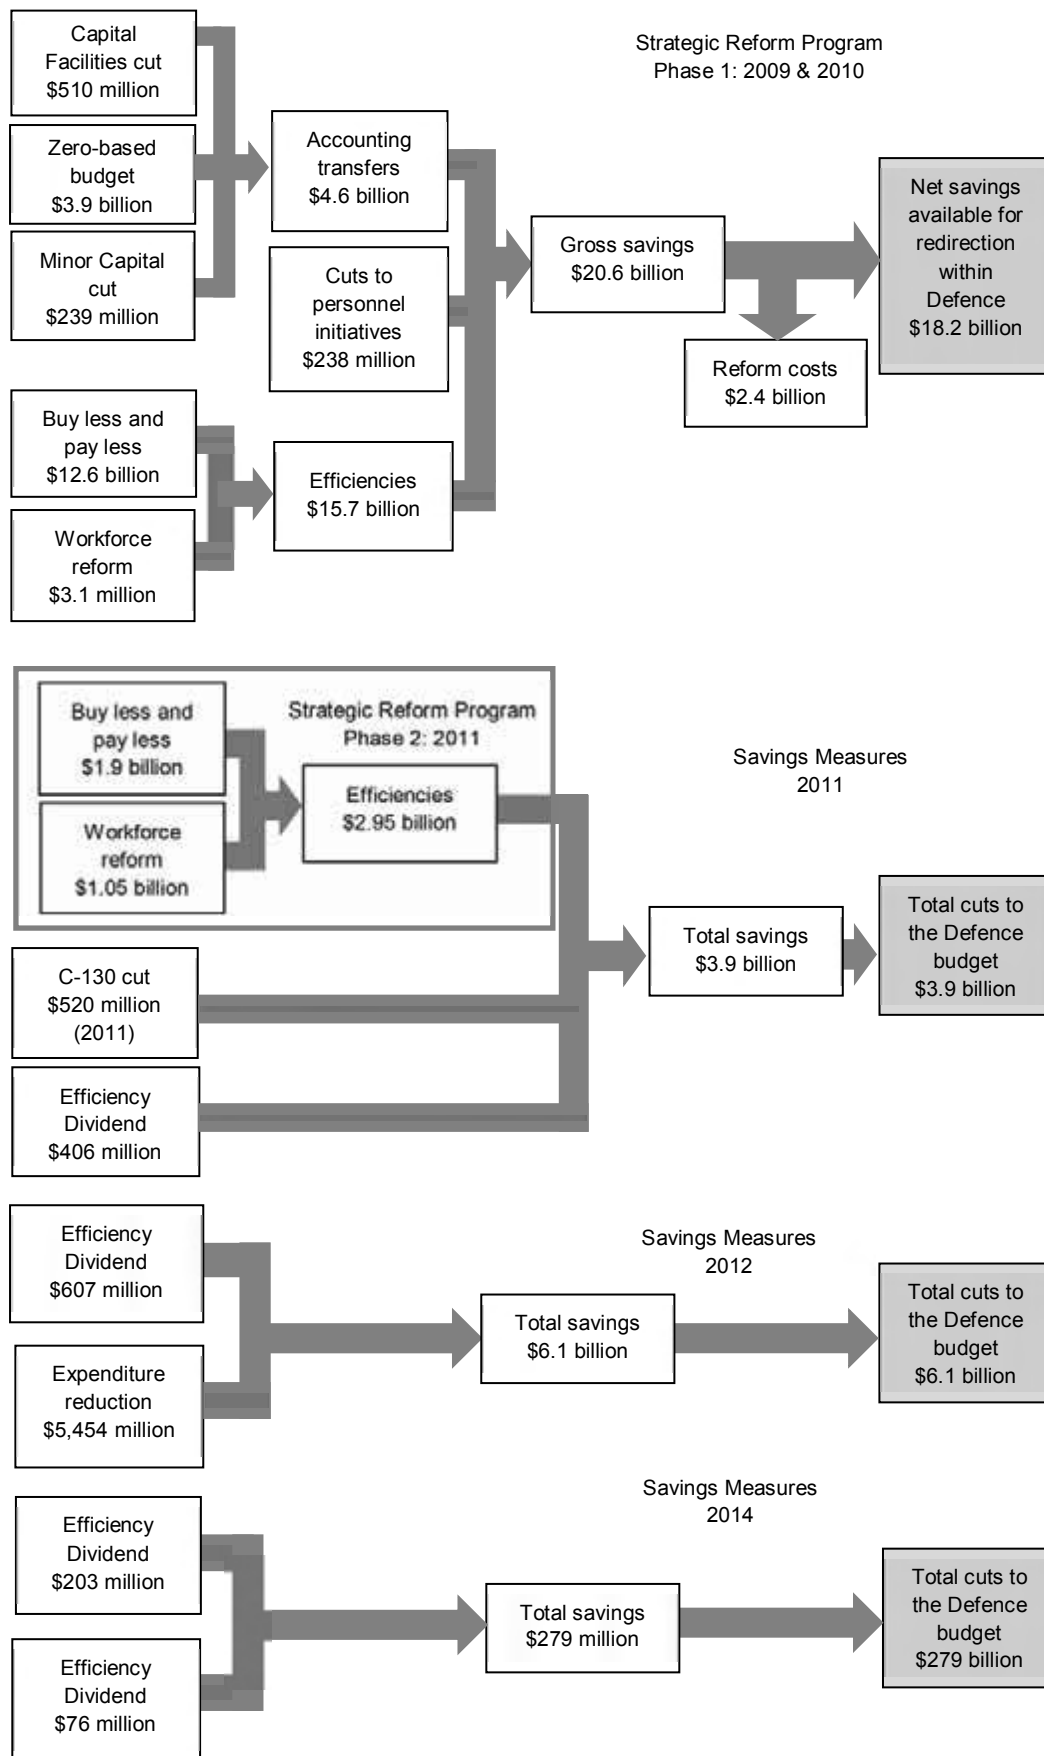 Strategic Reform Program
Phase 1: 2009 & 2010
Capital
Facilities cut
$510 million
Zero-based
budget
$3.9 billion
Minor Capital
cut
$239 million
Accounting
transfers
$4.6 billion
Cuts to
personnel
initiatives
$238 million
Buy less and
pay less
$12.6 billion
Workforce
reform
$3.1 million
Efficiencies
$15.7 billion
Gross savings
$20.6 billion
Reform costs
$2.4 billion
Net savings
available for
redirection
within
Defence
$18.2 billion
Strategic Reform Program
Phase 2: 2011
Buy less and
pay less
$1.9 billion
Workforce
reform
$1.05 billion
Efficiencies
$2.95 billion
Savings Measures
2011
C-130 cut
$520 million
(2011)
Efficiency
Dividend
$406 million
Total savings
$3.9 billion
Total cuts to
the Defence
budget
$3.9 billion
Savings Measures
2012
Efficiency
Dividend
$607 million
Expenditure
reduction
$5,454 million
Total savings
$6.1 billion
Total cuts to
the Defence
budget
$6.1 billion
Savings Measures
2014
Efficiency
Dividend
$203 million
Efficiency
Dividend
$76 million
Total savings
$279 million
Total cuts to
the Defence
budget
$279 billion